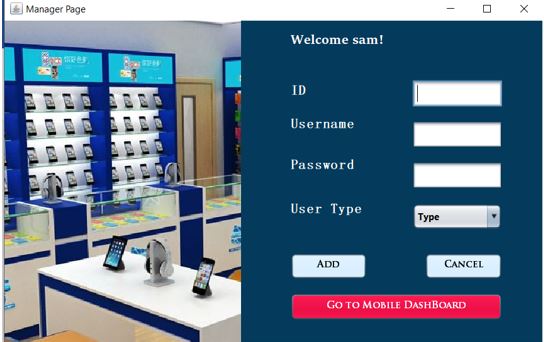 Manager Page
Welcome sam!
ID
Username
Password
User Type
Type
ADD
CANCEL
GO TO MOBILE DASHBOARD